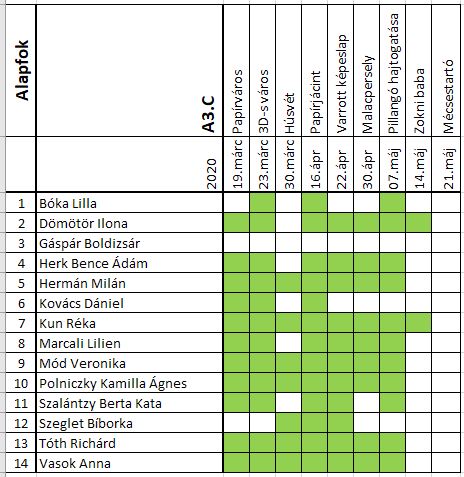 Alapfok
A3.C
2020
Papírváros
3D-s város
Húsvét
Papírjácint
Varrott képeslap
Malacpersely
Pillangó hajtogatása
Zokni baba
Mécsestartó
19.márc
23.márc
30.márc
16.ápr
22.ápr
30.ápr
07.máj
14.máj
21.máj
1 Bóka Lilla
2 Dömötör Ilona
3 Gáspár Boldizsár
4 Herk Bence Ádám
5 Hermán Milán
6 Kovács Dániel
7 Kun Réka
8 Marcali Lilien
9 Mód Veronika
10 Polniczky Kamilla Ágnes
11 Szalántzy Berta Kata
12 Szeglet Bíborka
13 Tóth Richárd
14 Vasok Anna